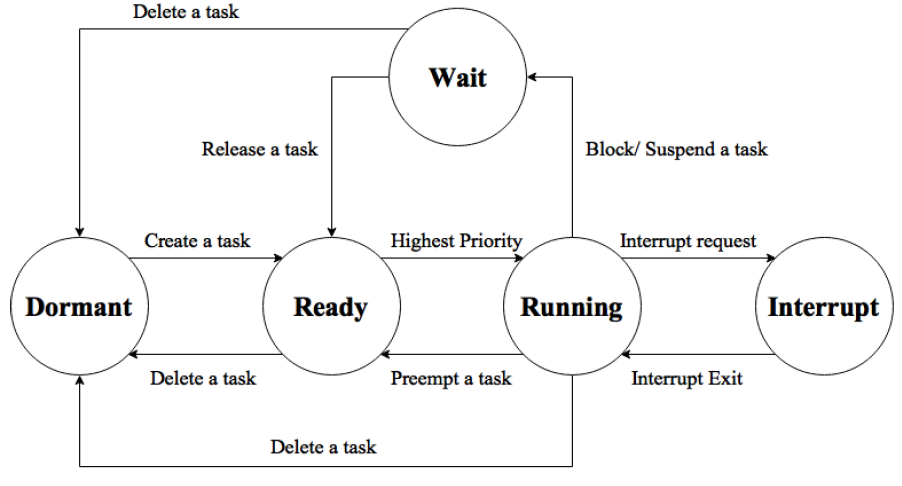 Delete a task
Wait
Release a task
Block/ Suspend a task
Create a task
Highest Priority
Interrupt request
Dormant
Ready
Running
Interrupt
Delete a task
Preempt a task
Interrupt Exit
Delete a task